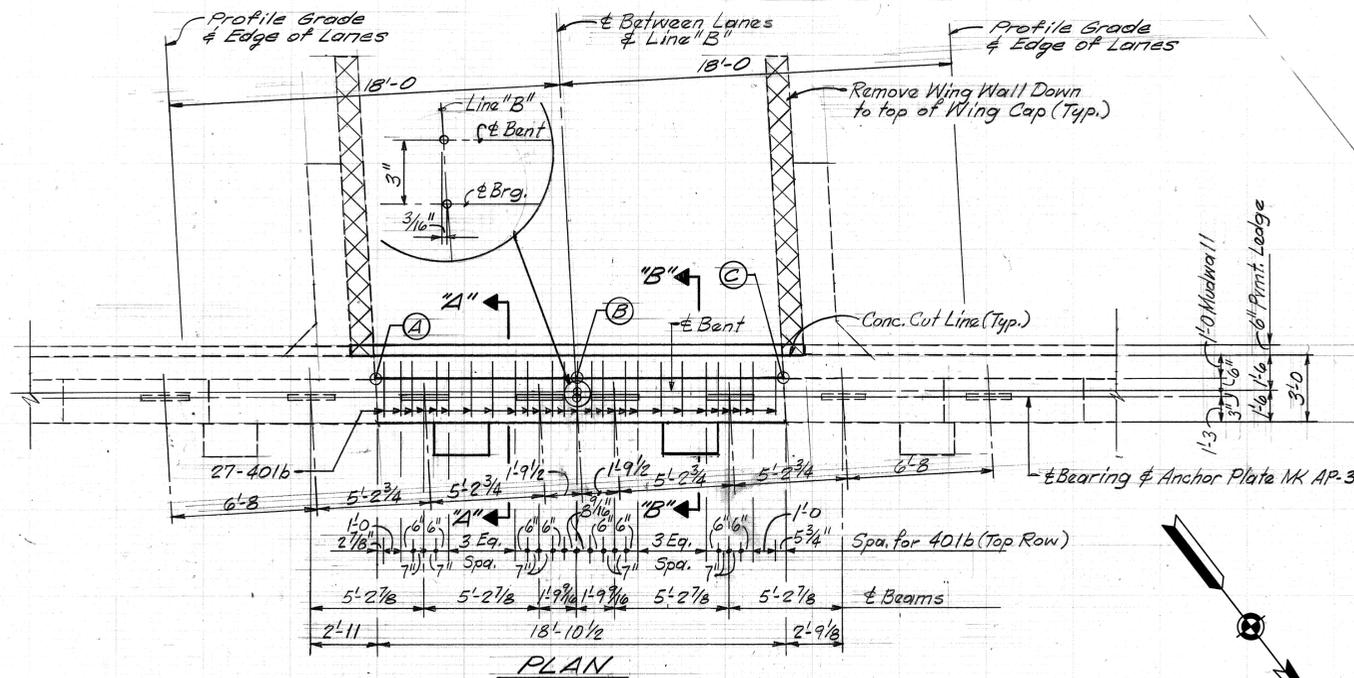 Profile Grade
& Edge of Lanes
℄ Between Lanes
& Line "B"
Profile Grade
& Edge of Lanes
18'-0
18'-0
Remove Wing Wall Down
to top of Wing Cap (Typ.)
Line "B"
℄ Bent
3"
℄ Brg.
3/16"
"A"
"B"
A
B
C
℄ Bent
Conc. Cut Line (Typ.)
1'-0 Mudwall
6" Pvmt. Ledge
6"
1'-6
3"
1'-6
3'-0
1'-3
27-401b
6'-8
5'-2 3/4
5'-2 3/4
1'-9 1/2
1'-9 1/2
5'-2 3/4
5'-2 3/4
6'-8
℄ Bearing & Anchor Plate MK AP-3
"A"
"B"
1'-0
2 7/8"
6" 6"
7" 7"
3 Eq.
Spa.
6" 6"
7"
9/16"
6" 6"
7"
3 Eq.
Spa.
6" 6"
7"
1'-0
5 3/4"
Spa. for 401b (Top Row)
5'-2 7/8
5'-2 7/8
1'-9 9/16
1'-9 9/16
5'-2 7/8
5'-2 7/8
℄ Beams
2'-11
18'-10 1/2
2'-9 1/8
PLAN